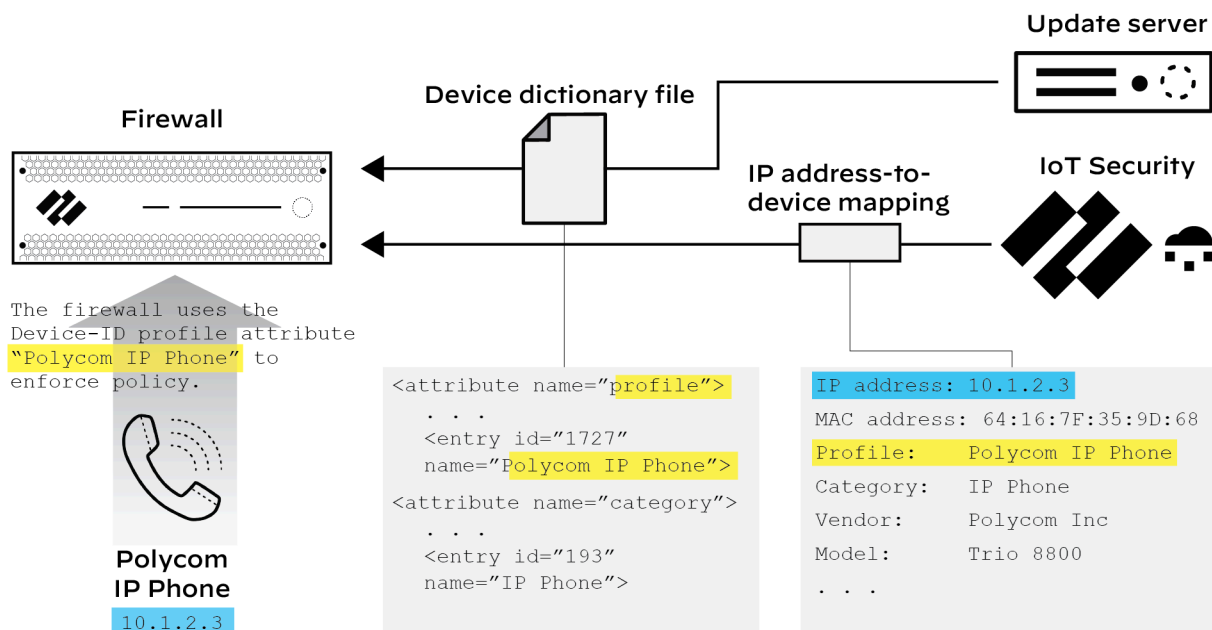 Update server
Device dictionary file
Firewall
IP address-to-
device mapping
IoT Security
The firewall uses the
Device-ID profile attribute
“Polycom IP Phone” to
enforce policy.
Polycom
IP Phone
10.1.2.3
<attribute name=”profile”>
. . .
<entry id=”1727”
name=”Polycom IP Phone”>
<attribute name=”category”>
. . .
<entry id=”193”
name=”IP Phone”>
IP address: 10.1.2.3
MAC address: 64:16:7F:35:9D:68
Profile: Polycom IP Phone
Category: IP Phone
Vendor: Polycom Inc
Model: Trio 8800
. . .